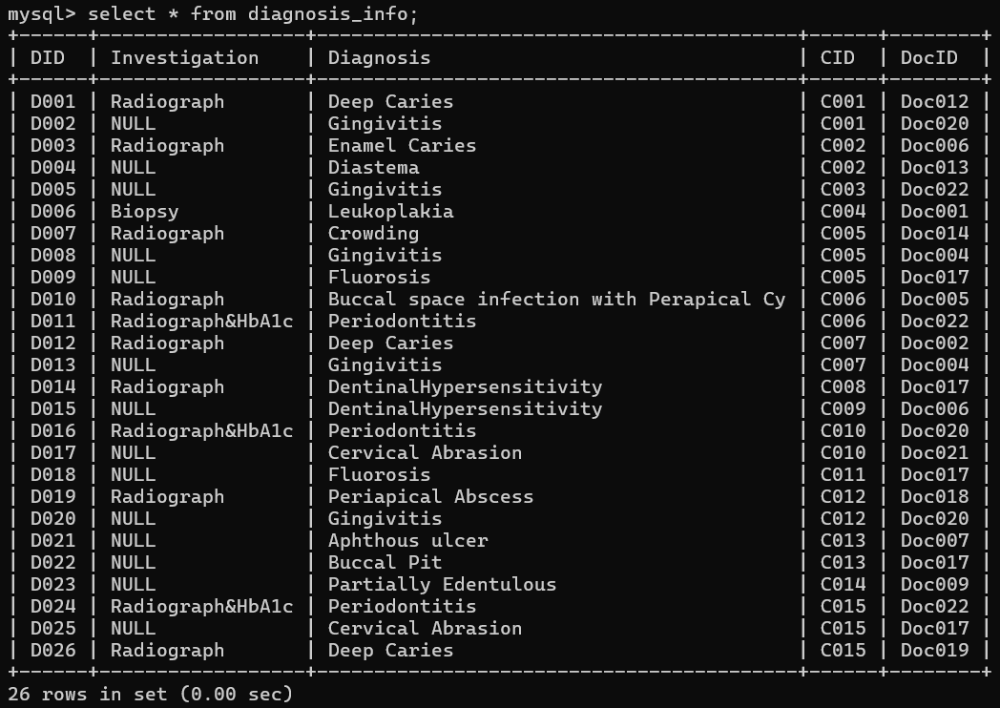 mysql> select * from diagnosis_info;
+------+-------------------+------------------------------------------+------+--------+
| DID  | Investigation     | Diagnosis                                | CID  | DocID  |
+------+-------------------+------------------------------------------+------+--------+
| D001 | Radiograph        | Deep Caries                              | C001 | Doc012 |
| D002 | NULL              | Gingivitis                               | C001 | Doc020 |
| D003 | Radiograph        | Enamel Caries                            | C002 | Doc006 |
| D004 | NULL              | Diastema                                 | C002 | Doc013 |
| D005 | NULL              | Gingivitis                               | C003 | Doc022 |
| D006 | Biopsy            | Leukoplakia                              | C004 | Doc001 |
| D007 | Radiograph        | Crowding                                 | C005 | Doc014 |
| D008 | NULL              | Gingivitis                               | C005 | Doc004 |
| D009 | NULL              | Fluorosis                                | C005 | Doc017 |
| D010 | Radiograph        | Buccal space infection with Perapical Cy | C006 | Doc005 |
| D011 | Radiograph&HbA1c  | Periodontitis                            | C006 | Doc022 |
| D012 | Radiograph        | Deep Caries                              | C007 | Doc002 |
| D013 | NULL              | Gingivitis                               | C007 | Doc004 |
| D014 | Radiograph        | DentinalHypersensitivity                 | C008 | Doc017 |
| D015 | NULL              | DentinalHypersensitivity                 | C009 | Doc006 |
| D016 | Radiograph&HbA1c  | Periodontitis                            | C010 | Doc020 |
| D017 | NULL              | Cervical Abrasion                        | C010 | Doc021 |
| D018 | NULL              | Fluorosis                                | C011 | Doc017 |
| D019 | Radiograph        | Periapical Abscess                       | C012 | Doc018 |
| D020 | NULL              | Gingivitis                               | C012 | Doc020 |
| D021 | NULL              | Aphthous ulcer                           | C013 | Doc007 |
| D022 | NULL              | Buccal Pit                               | C013 | Doc017 |
| D023 | NULL              | Partially Edentulous                     | C014 | Doc009 |
| D024 | Radiograph&HbA1c  | Periodontitis                            | C015 | Doc022 |
| D025 | NULL              | Cervical Abrasion                        | C015 | Doc017 |
| D026 | Radiograph        | Deep Caries                              | C015 | Doc019 |
+------+-------------------+------------------------------------------+------+--------+
26 rows in set (0.00 sec)